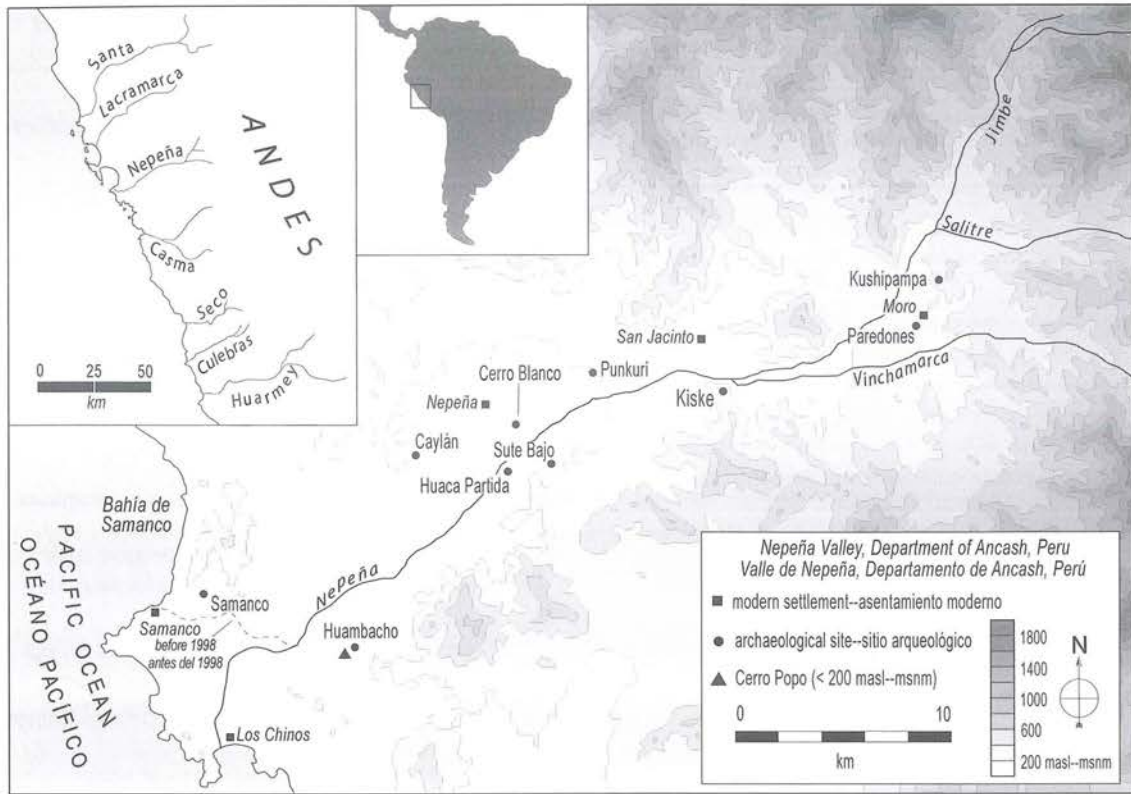 Santa
Lacramarca
Nepeña
Casma
Seco
Culebras
Huarmey
ANDES
0 25 50
km
Jimbe
Salitre
Kushipampa
Moro
Paredones
Vinchamarca
San Jacinto
Punkuri
Kiske
Cerro Blanco
Nepeña
Caylán
Sute Bajo
Huaca Partida
Bahía de
Samanco
PACIFIC OCEAN
OCÉANO PACÍFICO
Samanco
Samanco
before 1998
antes del 1998
Nepeña
Huambacho
Los Chinos
Nepeña Valley, Department of Ancash, Peru
Valle de Nepeña, Departamento de Ancash, Perú
modern settlement--asentamiento moderno
archaeological site--sitio arqueológico
Cerro Popo (< 200 masl--msnm)
0 10
km
1800
1400
1000
600
200 masl--msnm
N